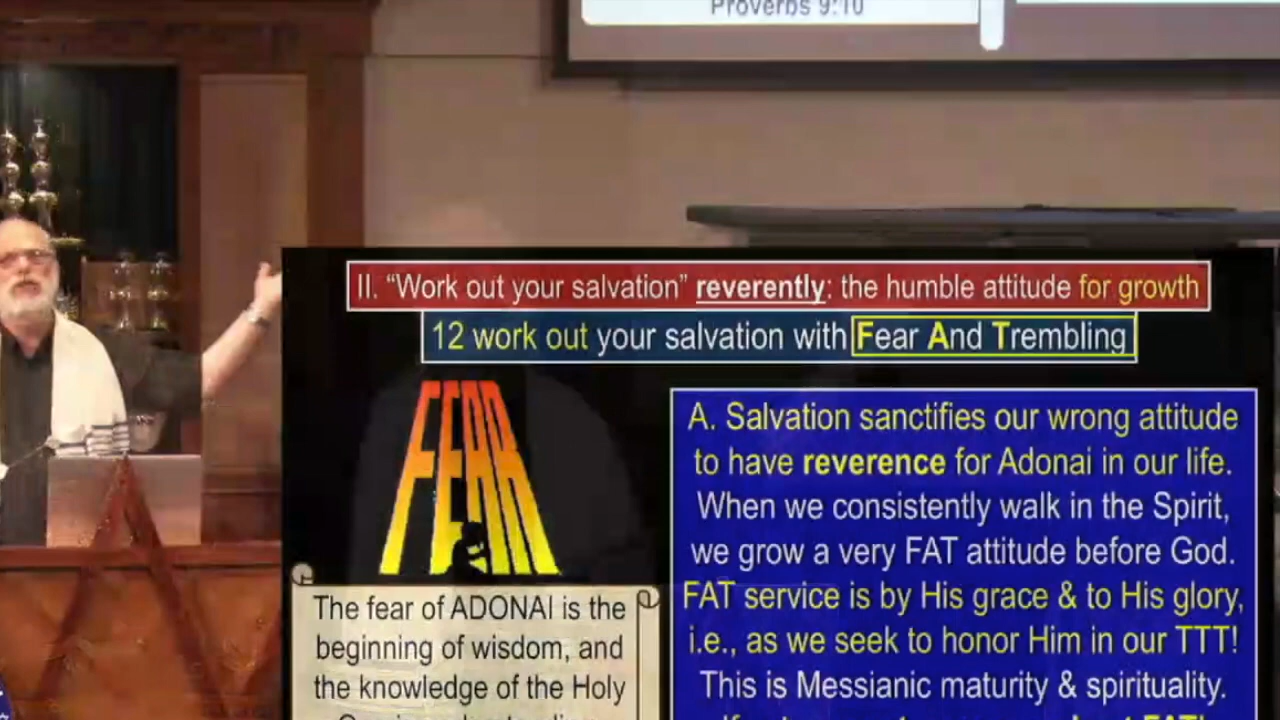 Proverbs 9:10
II. “Work out your salvation” reverently: the humble attitude for growth
12 work out your salvation with Fear And Trembling
FEAR
The fear of ADONAI is the
beginning of wisdom, and
the knowledge of the Holy
A. Salvation sanctifies our wrong attitude
to have reverence for Adonai in our life.
When we consistently walk in the Spirit,
we grow a very FAT attitude before God.
FAT service is by His grace & to His glory,
i.e., as we seek to honor Him in our TTT!
This is Messianic maturity & spirituality.